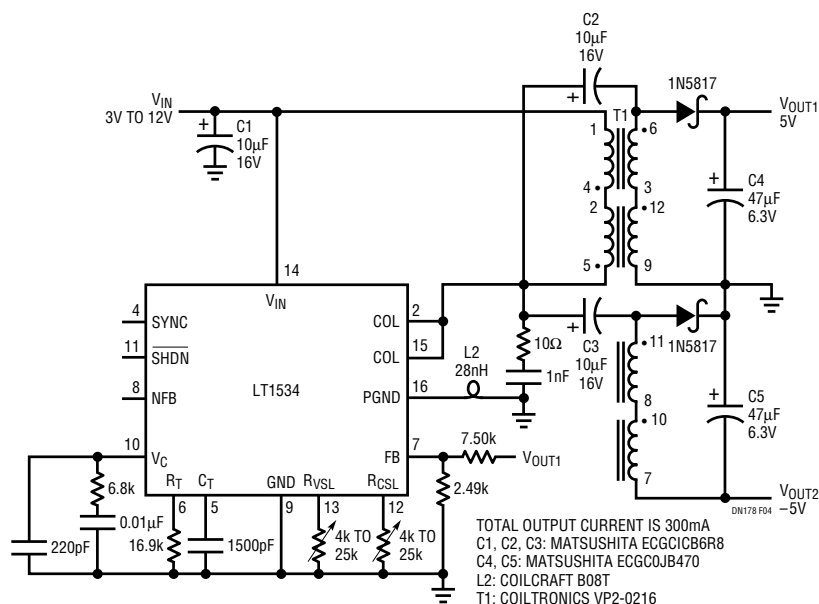 C2
10µF
16V
+
1N5817
VOUT1
5V
VIN
3V TO 12V
+
C1
10µF
16V
T1
1
6
4
3
2
12
5
9
+
C4
47µF
6.3V
14
VIN
4
SYNC
11
SHDN
8
NFB
LT1534
COL
2
COL
15
PGND
16
FB
7
L2
28nH
10Ω
1nF
+
C3
10µF
16V
1N5817
11
8
10
7
+
C5
47µF
6.3V
10
VC
RT
CT
GND
RVSL
RCSL
6
5
9
13
12
7.50k
VOUT1
2.49k
6.8k
0.01µF
220pF
16.9k
1500pF
4k TO
25k
4k TO
25k
VOUT2
–5V
DN178 F04
TOTAL OUTPUT CURRENT IS 300mA
C1, C2, C3: MATSUSHITA ECGCICB6R8
C4, C5: MATSUSHITA ECGC0JB470
L2: COILCRAFT B08T
T1: COILTRONICS VP2-0216